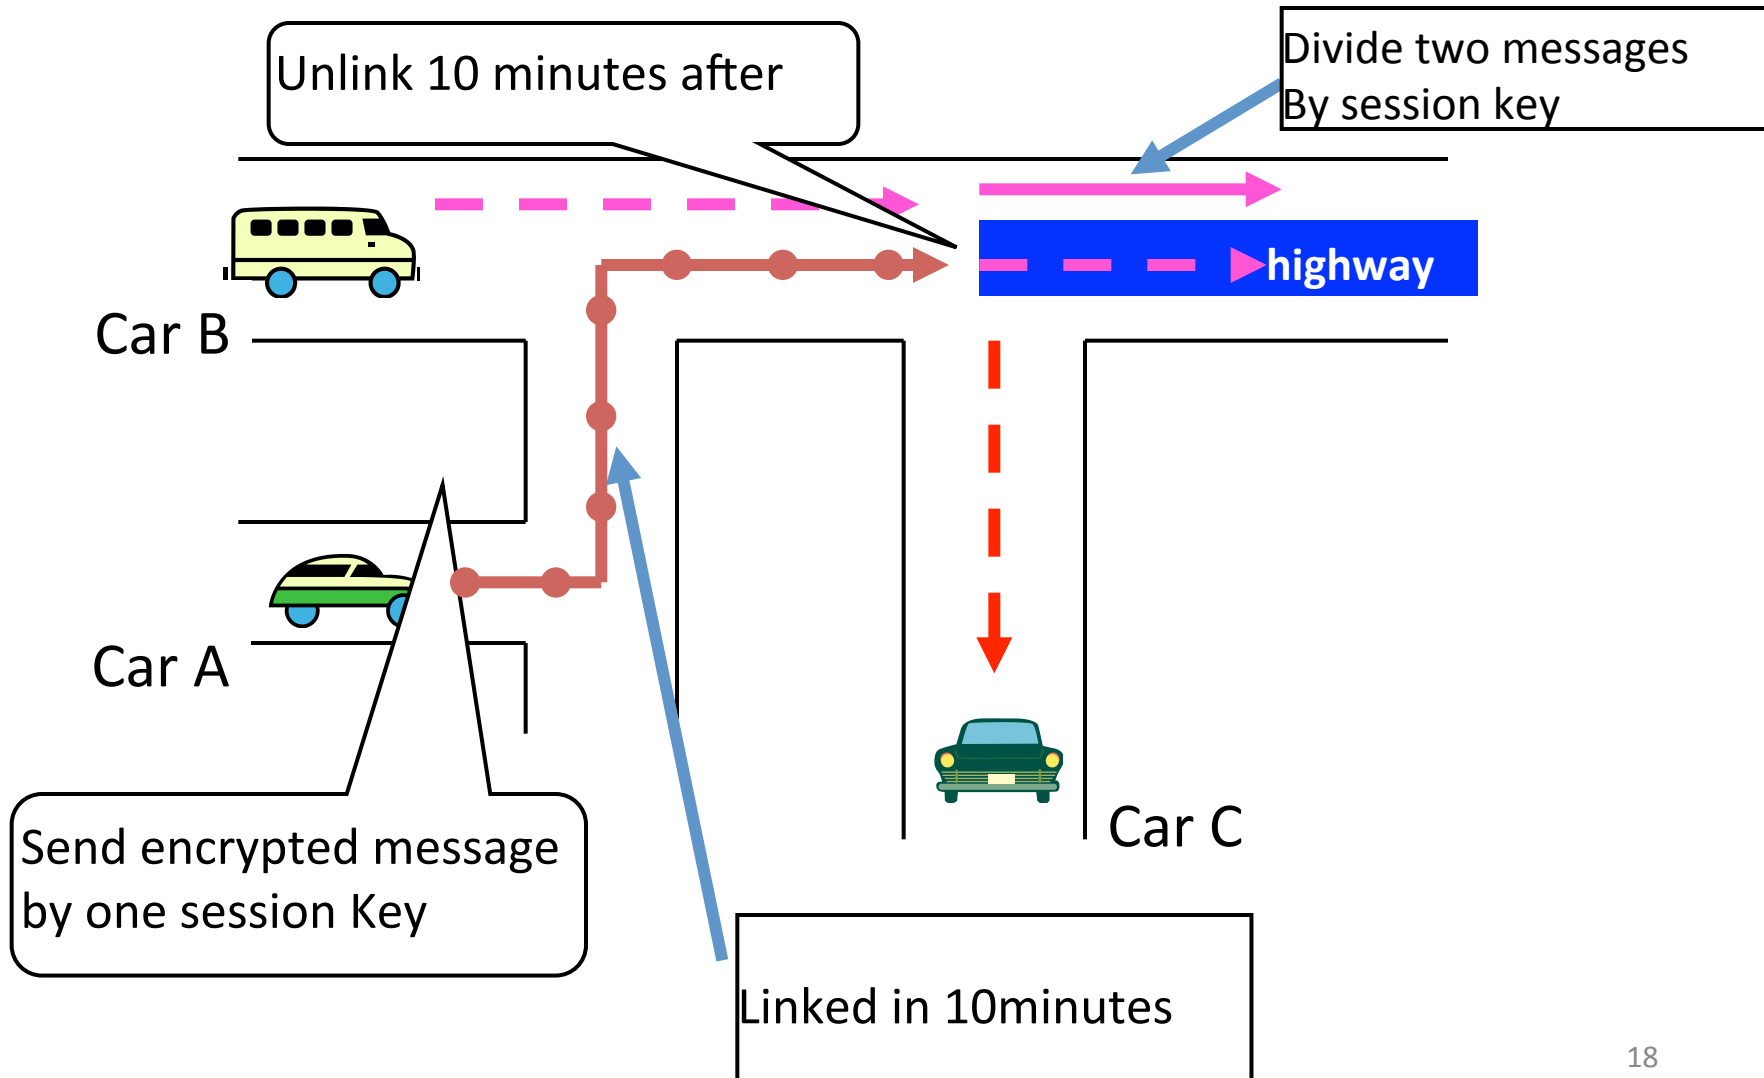 Unlink 10 minutes after
Divide two messages
By session key
highway
Car B
Car A
Car C
Send encrypted message
by one session Key
Linked in 10minutes
18